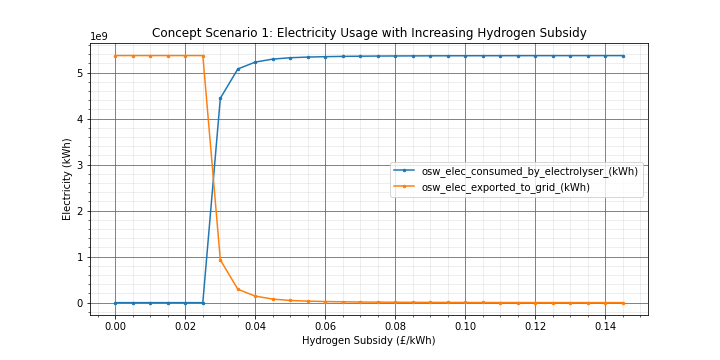 Concept Scenario 1: Electricity Usage with Increasing Hydrogen Subsidy
1e9
5
4
3
2
1
0
Electricity (kWh)
osw_elec_consumed_by_electrolyser_(kWh)
osw_elec_exported_to_grid_(kWh)
0.00 0.02 0.04 0.06 0.08 0.10 0.12 0.14
Hydrogen Subsidy (£/kWh)